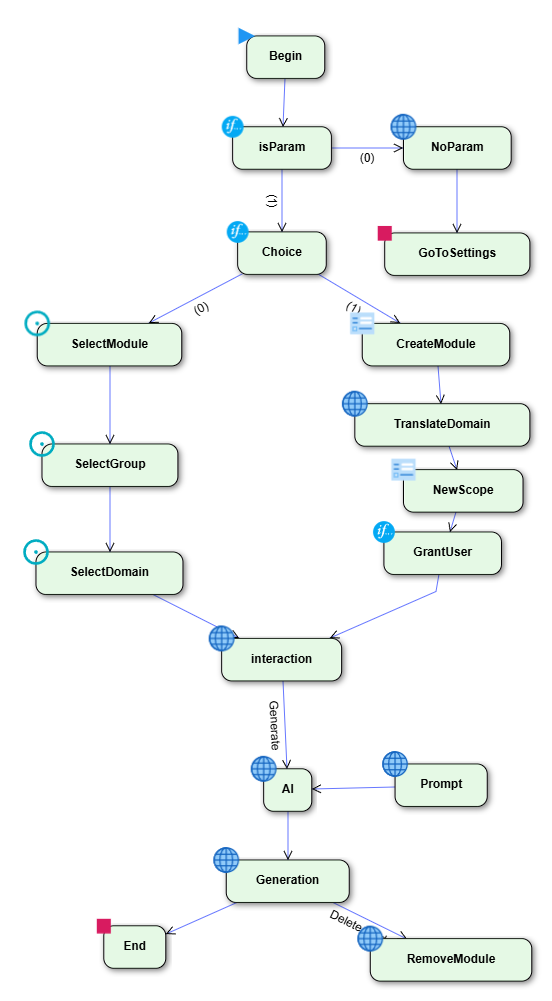 Begin
if...
isParam
(0)
NoParam
(1)
if...
Choice
GoToSettings
(0)
(1)
SelectModule
CreateModule
TranslateDomain
SelectGroup
NewScope
if...
GrantUser
SelectDomain
interaction
Generate
AI
Prompt
Generation
Delete
End
RemoveModule